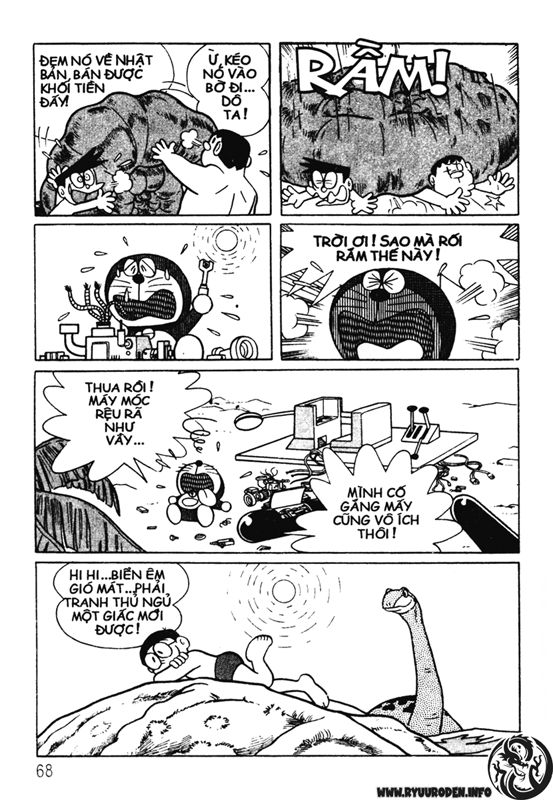 ĐEM NÓ VỀ NHẬT
BẢN, BÁN ĐƯỢC
KHỐI TIỀN
ĐẤY!
Ừ, KÉO
NÓ VÀO
BỜ ĐI...
DÔ
TA!
RẦM!
TRỜI ƠI! SAO MÀ RỐI
RẮM THẾ NÀY!
THUA RỒI!
MÁY MÓC
RỆU RÃ
NHƯ
VẦY...
MÌNH CỐ
GẮNG MẤY
CŨNG VÔ ÍCH
THÔI!
HI HI...BIỂN ÊM
GIÓ MÁT...PHẢI
TRANH THỦ NGỦ
MỘT GIẤC MỚI
ĐƯỢC!
68
WWW.RYUURODEN.INFO